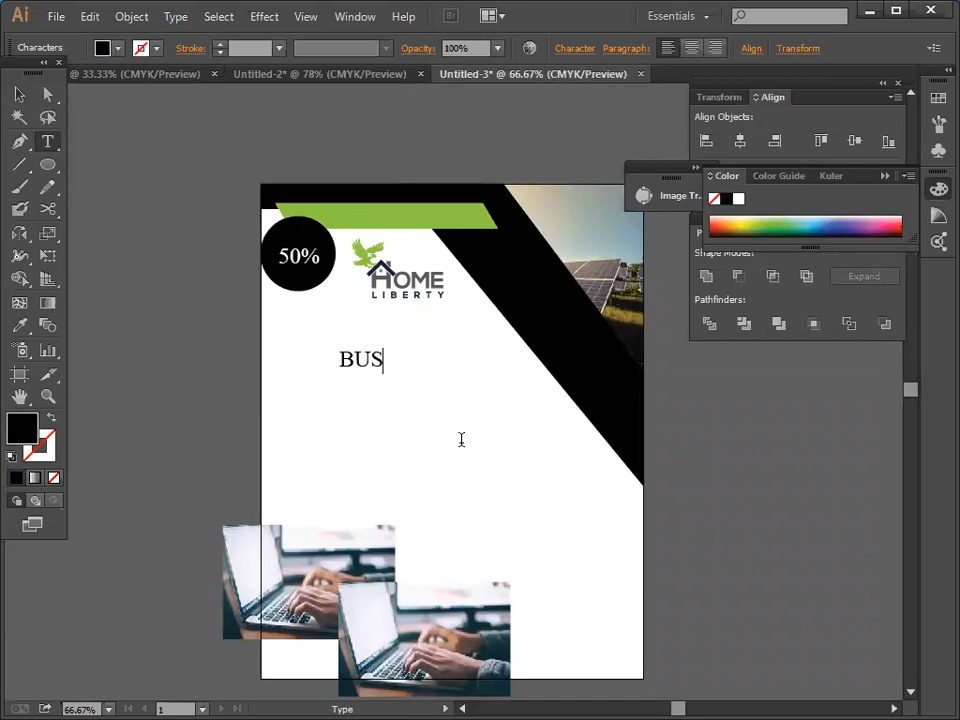 Ai File Edit Object Type Select Effect View Window Help Br Essentials
Characters Stroke: Opacity: 100% Character Paragraph: Align Transform
@ 33.33% (CMYK/Preview) × Untitled-2* @ 78% (CMYK/Preview) × Untitled-3* @ 66.67% (CMYK/Preview) ×
Transform Align
Align Objects:
Color Color Guide Kuler
Image Tr
Shape Modes:
Expand
Pathfinders:
50%
HOME
LIBERTY
BUS
66.67% 1 Type